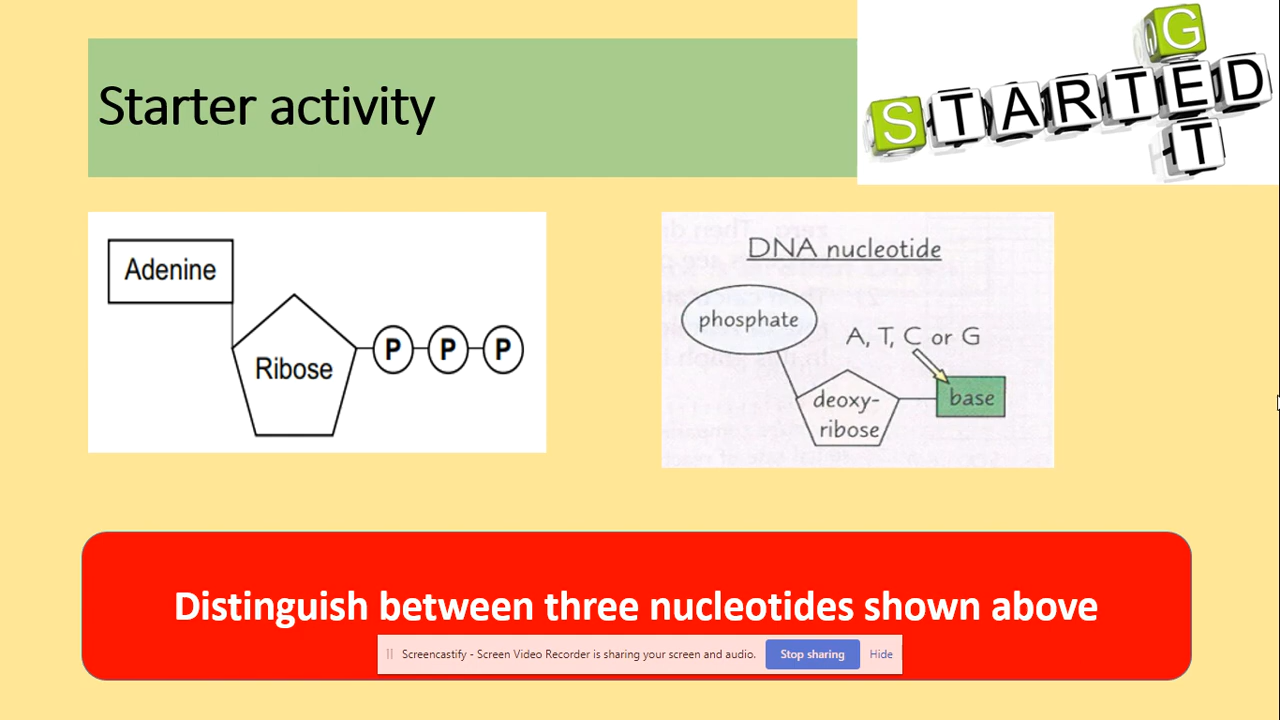 Starter activity
G
STARTED
T
Adenine
Ribose
P P P
DNA nucleotide
phosphate
A, T, C or G
deoxy-
ribose
base
Distinguish between three nucleotides shown above
Screencastify - Screen Video Recorder is sharing your screen and audio. Stop sharing Hide